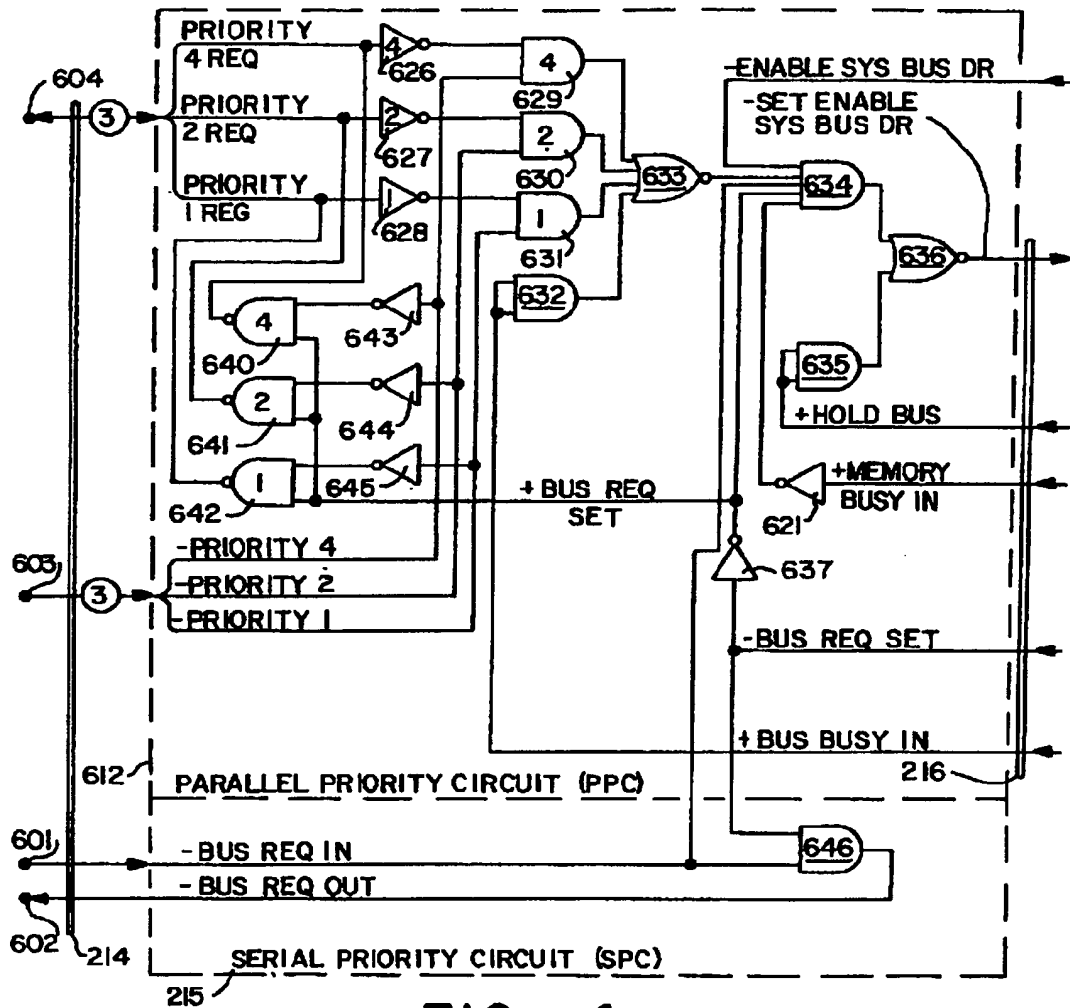 PRIORITY
4 REQ
604
3
PRIORITY
2 REQ
PRIORITY
1 REG
4
626
2
627
1
628
4
629
2
630
1
631
632
633
-ENABLE SYS BUS DR
-SET ENABLE
SYS BUS DR
634
636
635
+HOLD BUS
+MEMORY
BUSY IN
621
4
640
643
2
641
644
1
642
645
+BUS REQ
SET
637
-PRIORITY 4
603
3
-PRIORITY 2
-PRIORITY 1
-BUS REQ SET
+BUS BUSY IN
612
216
PARALLEL PRIORITY CIRCUIT (PPC)
601
-BUS REQ IN
646
-BUS REQ OUT
602
214
SERIAL PRIORITY CIRCUIT (SPC)
215